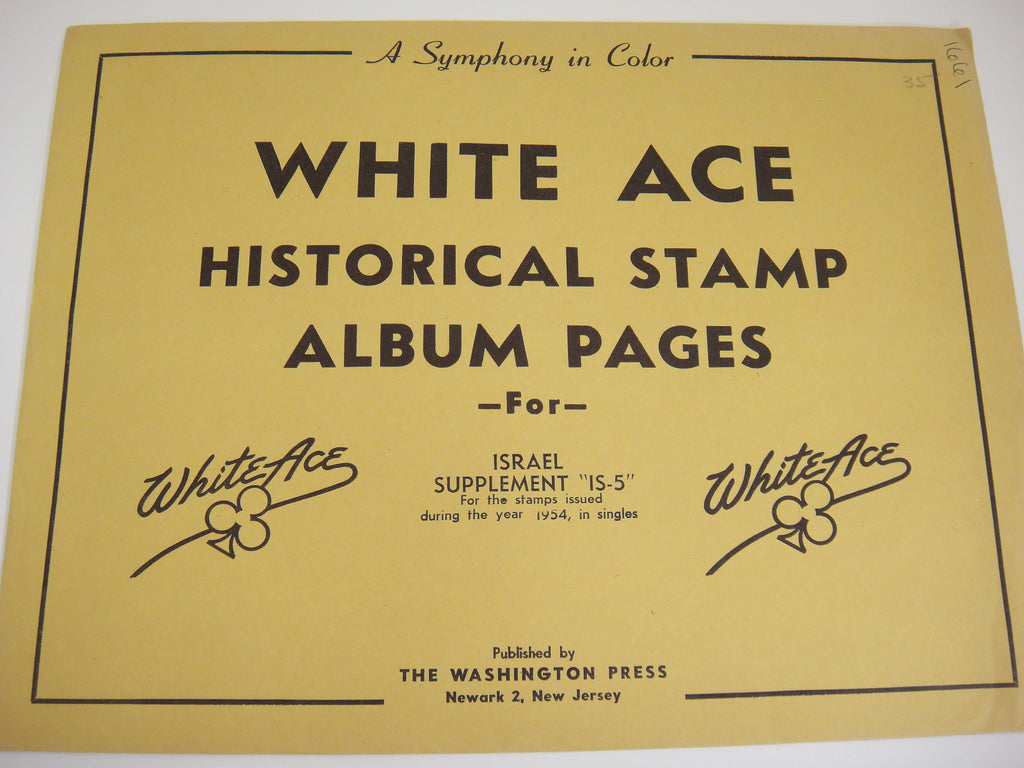 A Symphony in Color
35
WHITE ACE
HISTORICAL STAMP
ALBUM PAGES
—For—
White Ace
ISRAEL
SUPPLEMENT "IS-5"
For the stamps issued
during the year 1954, in singles
White Ace
Published by
THE WASHINGTON PRESS
Newark 2, New Jersey